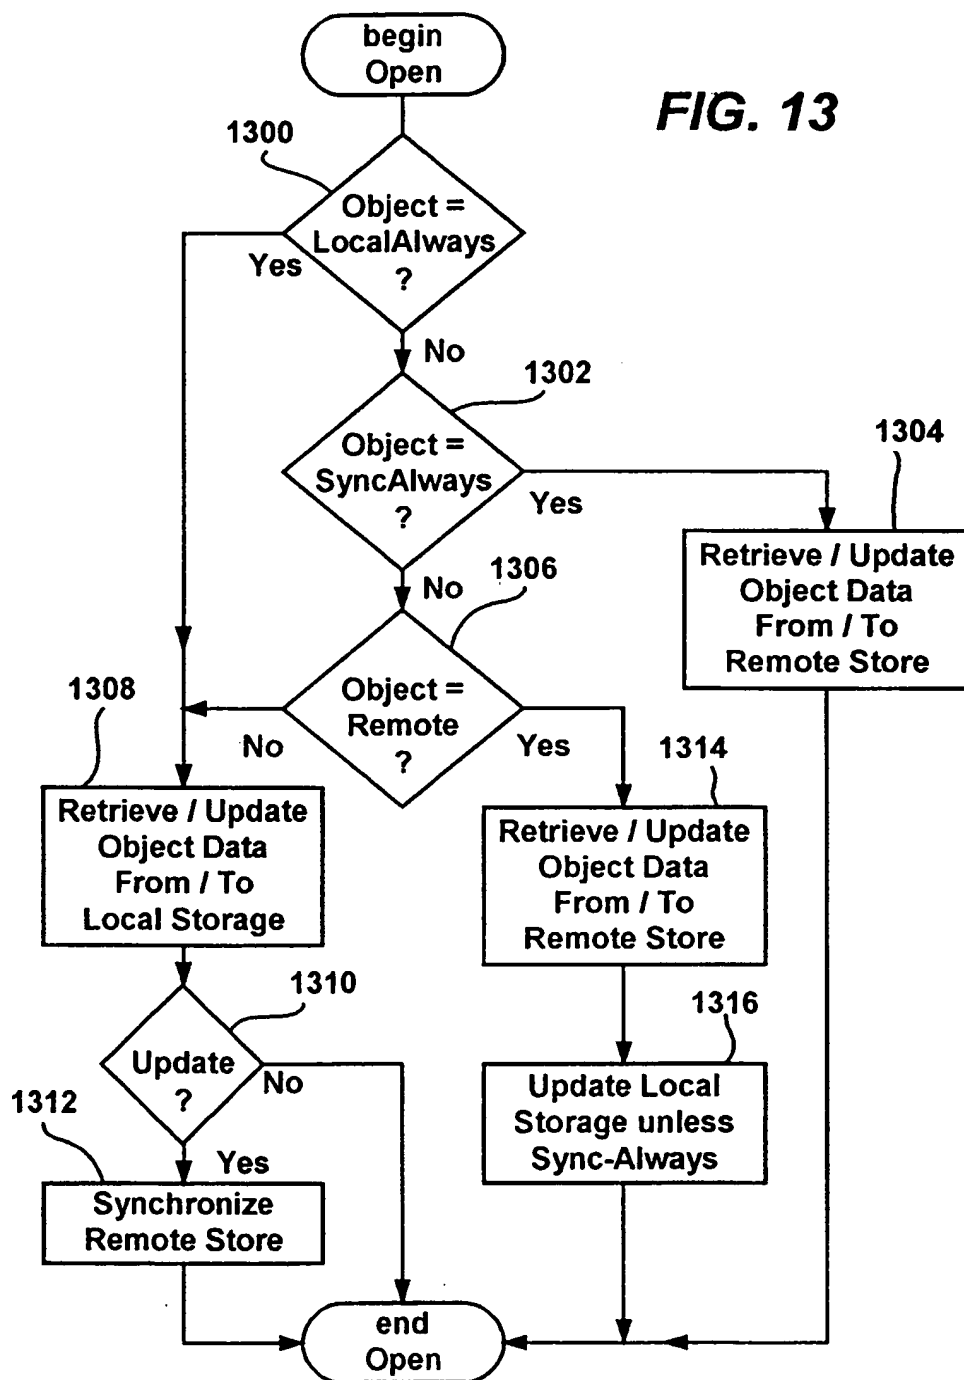 begin
Open
FIG. 13
1300
Object =
LocalAlways
?
Yes
No
1302
Object =
SyncAlways
?
Yes
1304
Retrieve / Update
Object Data
From / To
Remote Store
No
1306
Object =
Remote
?
No
Yes
1308
Retrieve / Update
Object Data
From / To
Local Storage
1314
Retrieve / Update
Object Data
From / To
Remote Store
1310
Update
?
No
Yes
1316
Update Local
Storage unless
Sync-Always
1312
Synchronize
Remote Store
end
Open